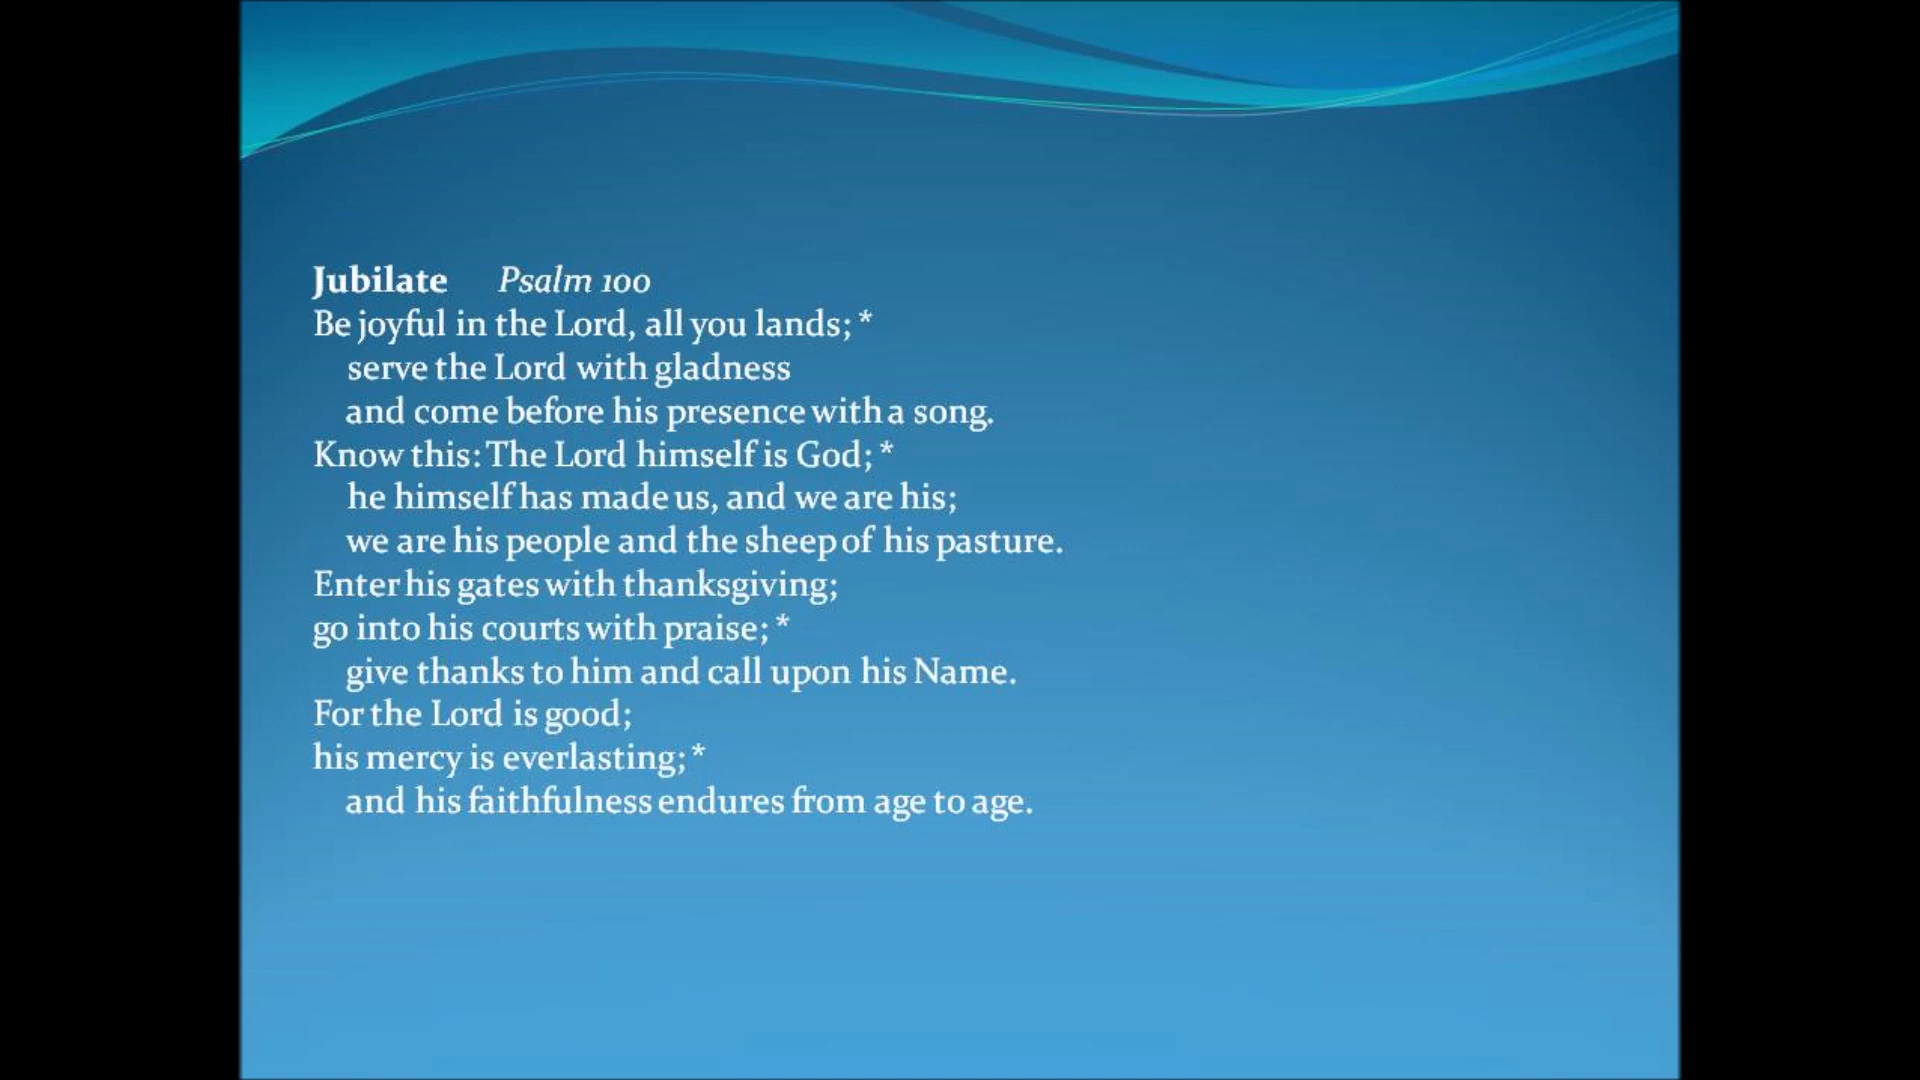 Jubilate Psalm 100
Be joyful in the Lord, all you lands; *
serve the Lord with gladness
and come before his presence with a song.
Know this: The Lord himself is God; *
he himself has made us, and we are his;
we are his people and the sheep of his pasture.
Enter his gates with thanksgiving;
go into his courts with praise; *
give thanks to him and call upon his Name.
For the Lord is good;
his mercy is everlasting; *
and his faithfulness endures from age to age.